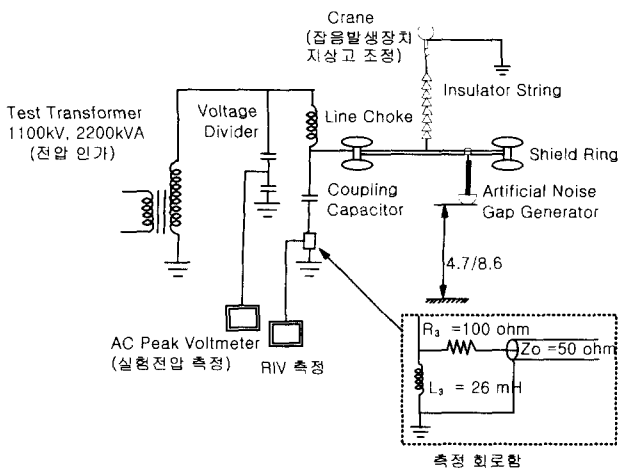 Crane
(잡음발생장치
지상고 조정)
Insulator String
Test Transformer
1100kV, 2200kVA
(전압 인가)
Voltage
Divider
Line Choke
Shield Ring
Coupling
Capacitor
Artificial Noise
Gap Generator
4.7/8.6
AC Peak Voltmeter
(실험전압 측정)
RIV 측정
R₃ =100 ohm
Zo =50 ohm
L₃ = 26 mH
측정 회로함